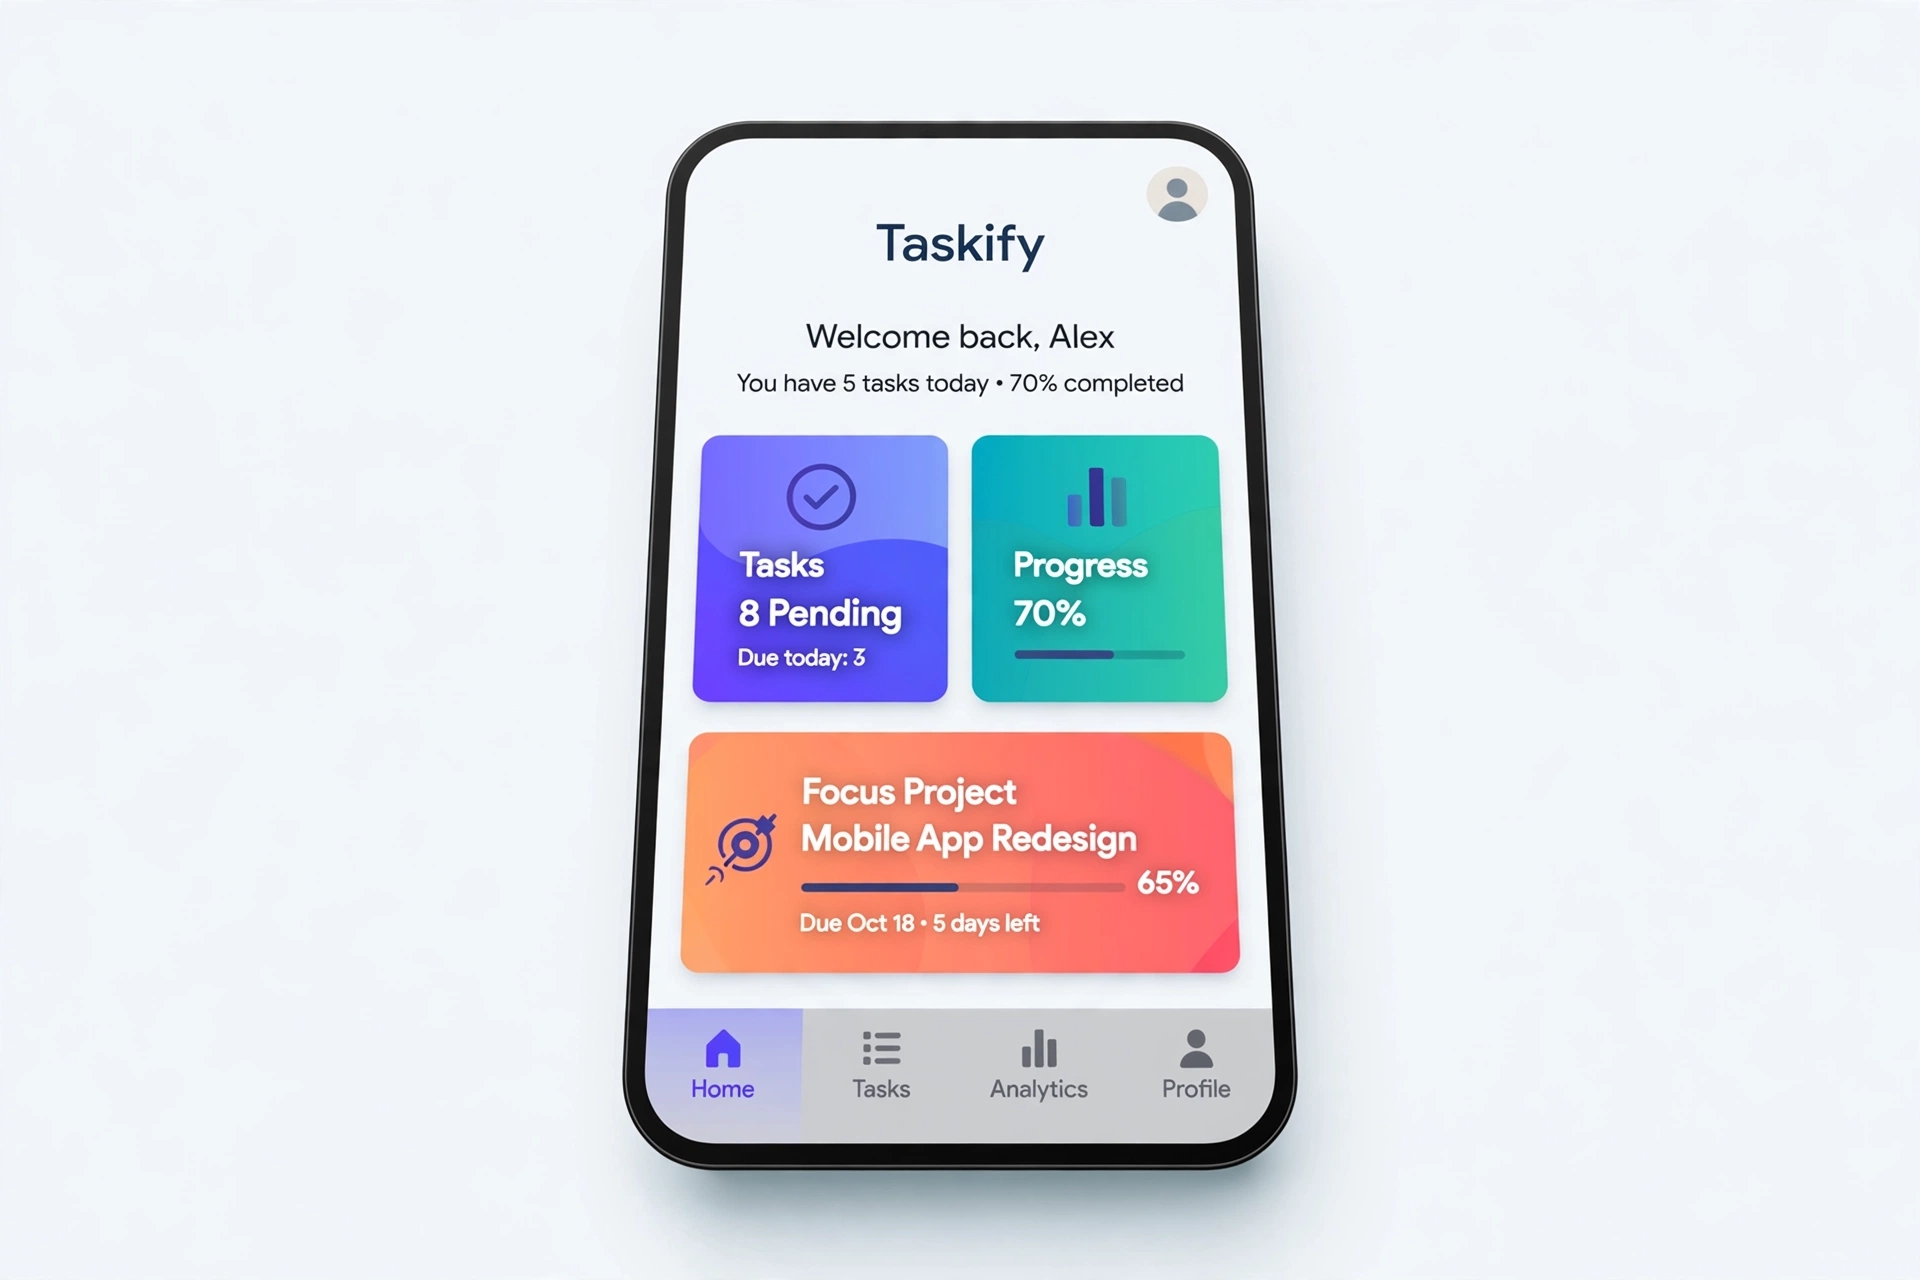 Taskify
Welcome back, Alex
You have 5 tasks today • 70% completed
Tasks
8 Pending
Due today: 3
Progress
70%
Focus Project
Mobile App Redesign
65%
Due Oct 18 • 5 days left
Home
Tasks
Analytics
Profile